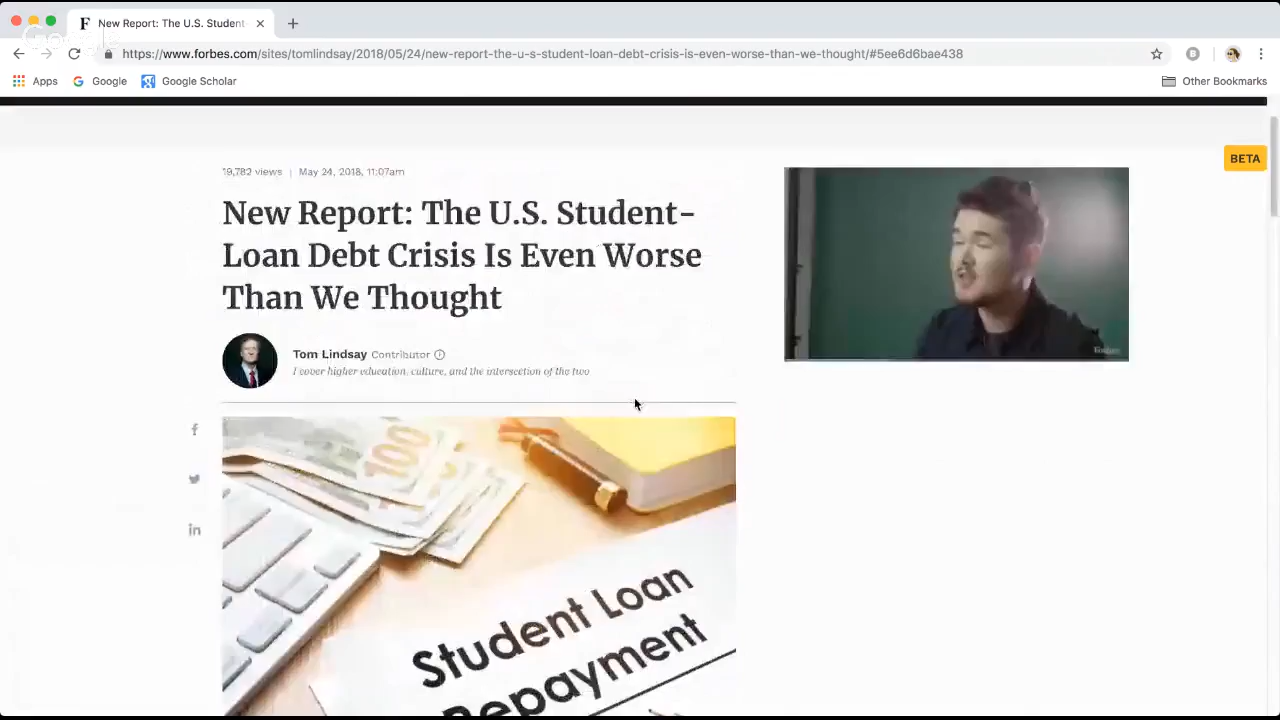 New Report: The U.S. Student-
Google
https://www.forbes.com/sites/tomlindsay/2018/05/24/new-report-the-u-s-student-loan-debt-crisis-is-even-worse-than-we-thought/#5ee6d6bae438
Apps Google Google Scholar Other Bookmarks
BETA
19,782 views | May 24, 2018, 11:07am
New Report: The U.S. Student-
Loan Debt Crisis Is Even Worse
Than We Thought
Tom Lindsay Contributor
I cover higher education, culture, and the intersection of the two
Forbes
100
Student Loan
Repayment